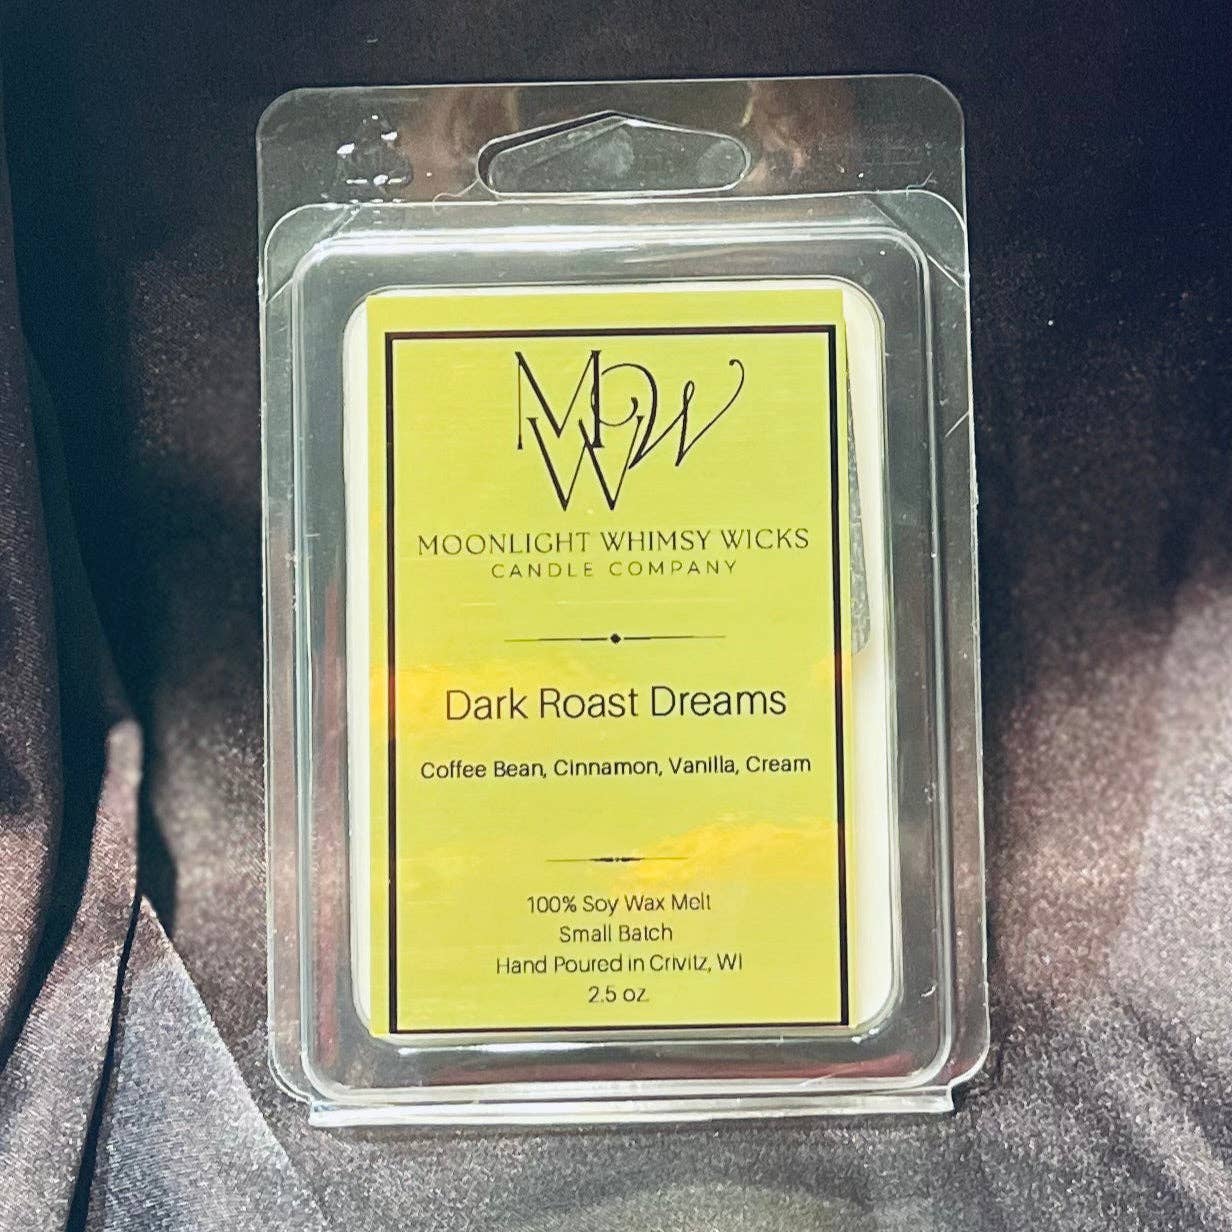 MW
W
MOONLIGHT WHIMSY WICKS
CANDLE COMPANY
Dark Roast Dreams
Coffee Bean, Cinnamon, Vanilla, Cream
100% Soy Wax Melt
Small Batch
Hand Poured in Crivitz, WI
2.5 oz